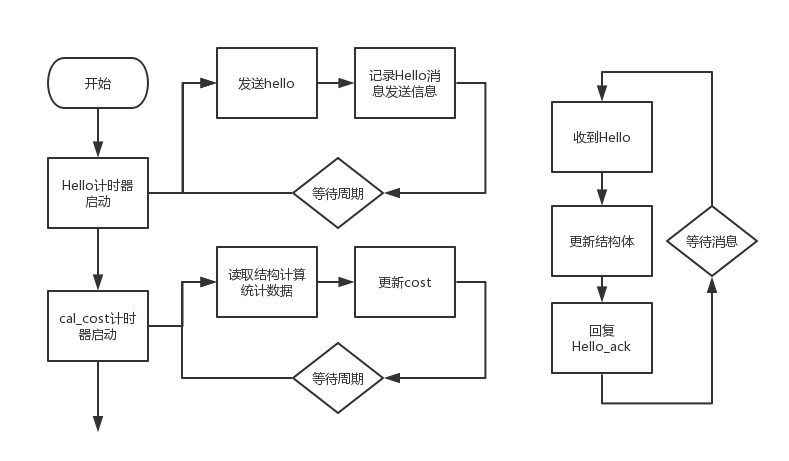 开始
发送hello
记录Hello消
息发送信息
Hello计时器
启动
等待周期
读取结构计算
统计数据
更新cost
cal_cost计时
器启动
等待周期
收到Hello
更新结构体
等待消息
回复
Hello_ack